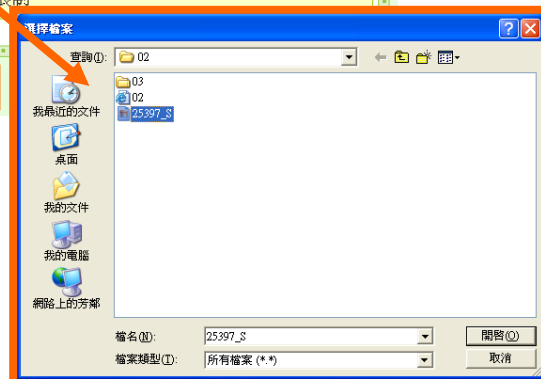 選擇檔案
查詢(I):
02
03
02
25397_S
我最近的文件
桌面
我的文件
我的電腦
網路上的芳鄰
檔名(N):
25397_S
開啓(O)
檔案類型(T):
所有檔案 (*.*)
取消